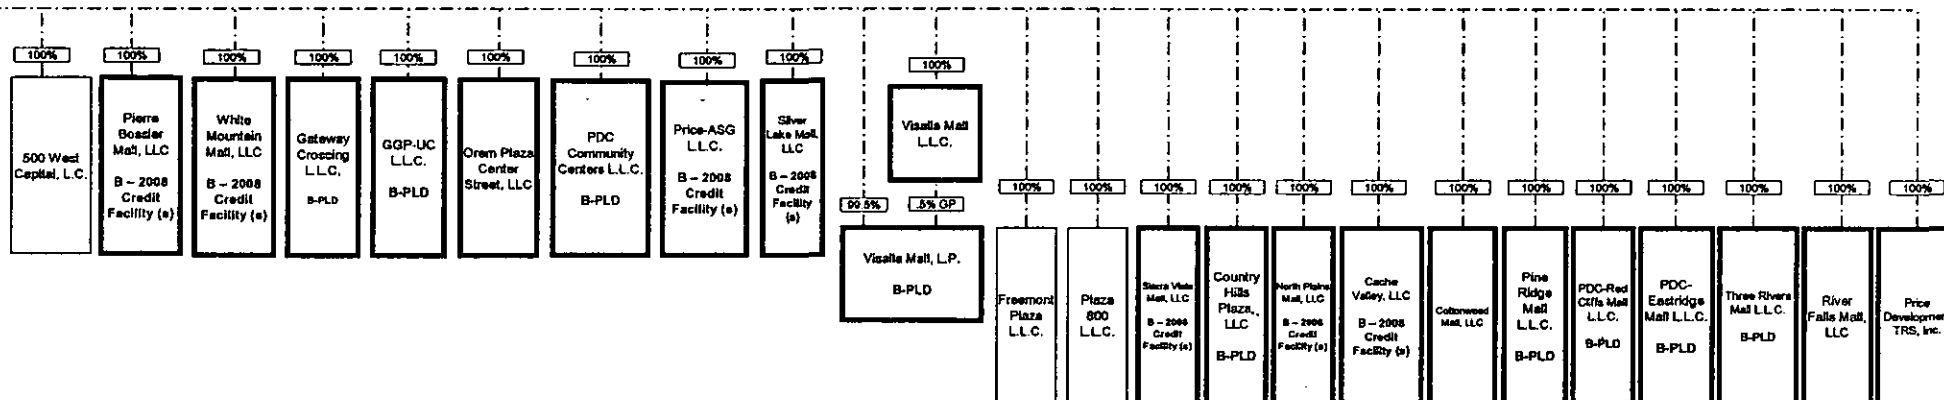 100%
500 West
Capital, L.C.
100%
Pierre
Bossier
Mall, LLC
B – 2008
Credit
Facility (a)
100%
White
Mountain
Mall, LLC
B – 2008
Credit
Facility (a)
100%
Gateway
Crossing
L.L.C.
B-PLD
100%
GGP-UC
L.L.C.
B-PLD
100%
Orem Plaza
Center
Street, LLC
100%
PDC
Community
Centers L.L.C.
B-PLD
100%
Price-ASG
L.L.C.
B – 2008
Credit
Facility (a)
100%
Silver
Lake Mall,
LLC
B – 2008
Credit
Facility
(a)
100%
Visalia Mall
L.L.C.
99.5%
.5% GP
Visalia Mall, L.P.
B-PLD
100%
Freemont
Plaza
L.L.C.
100%
Plaza
800
L.L.C.
100%
Sierra Vista
Mall, LLC
B – 2008
Credit
Facility (a)
100%
Country
Hills
Plaza,,
LLC
B-PLD
100%
North Plains
Mall, LLC
B – 2008
Credit
Facility (a)
100%
Cache
Valley, LLC
B – 2008
Credit
Facility (a)
100%
Cottonwood
Mall, LLC
100%
Pine
Ridge
Mall
L.L.C.
B-PLD
100%
PDC-Red
Cliffs Mall
L.L.C.
B-PLD
100%
PDC-
Eastridge
Mall L.L.C.
B-PLD
100%
Three Rivers
Mall L.L.C.
B-PLD
100%
River
Falls Mall,
LLC
100%
Price
Developmen
TRS, Inc.